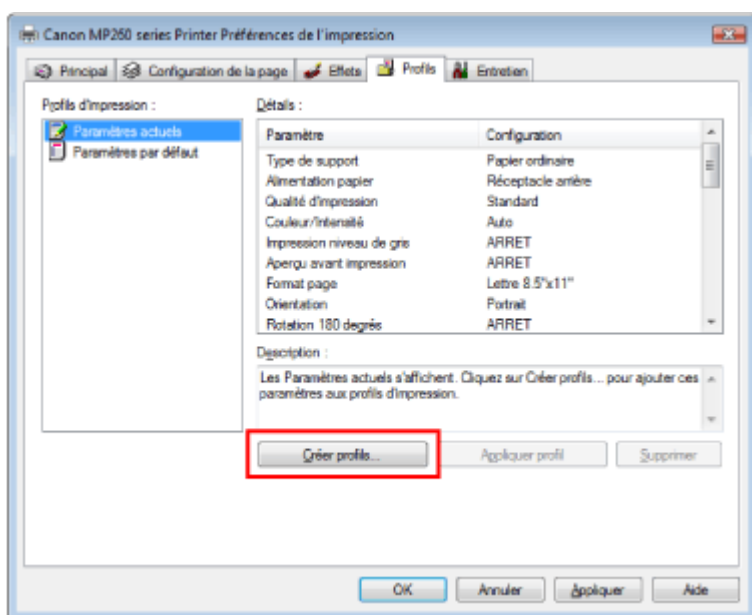 Canon MP260 series Printer Préférences de l'impression
Principal Configuration de la page Effets Profils Entretien
Profils d'impression :
Paramètres actuels
Paramètres par défaut
Détails :
Paramètre Configuration
Type de support Papier ordinaire
Alimentation papier Réceptacle arrière
Qualité d'impression Standard
Couleur/Intensité Auto
Impression niveau de gris ARRET
Aperçu avant impression ARRET
Format page Lettre 8.5"x11"
Orientation Portrait
Rotation 180 degrés ARRET
Description :
Les Paramètres actuels s'affichent. Cliquez sur Créer profils... pour ajouter ces
paramètres aux profils d'impression.
Créer profils... Appliquer profil Supprimer
OK Annuler Appliquer Aide